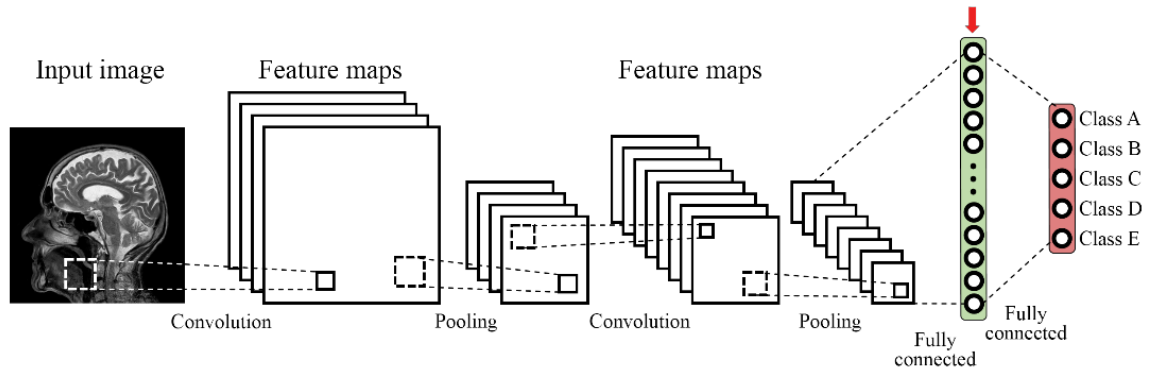 Input image
Feature maps
Feature maps
Class A
Class B
Class C
Class D
Class E
Convolution
Pooling
Convolution
Pooling
Fully
connected
Fully
connected